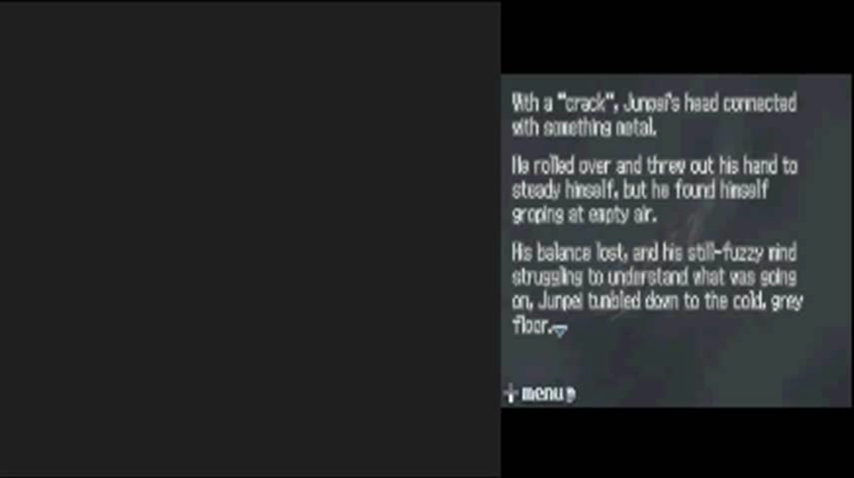 With a "crack", Junpei's head connected
with something metal.
He rolled over and threw out his hand to
steady himself, but he found himself
groping at empty air.
His balance lost, and his still-fuzzy mind
struggling to understand what was going
on, Junpei tumbled down to the cold, grey
floor.
menu